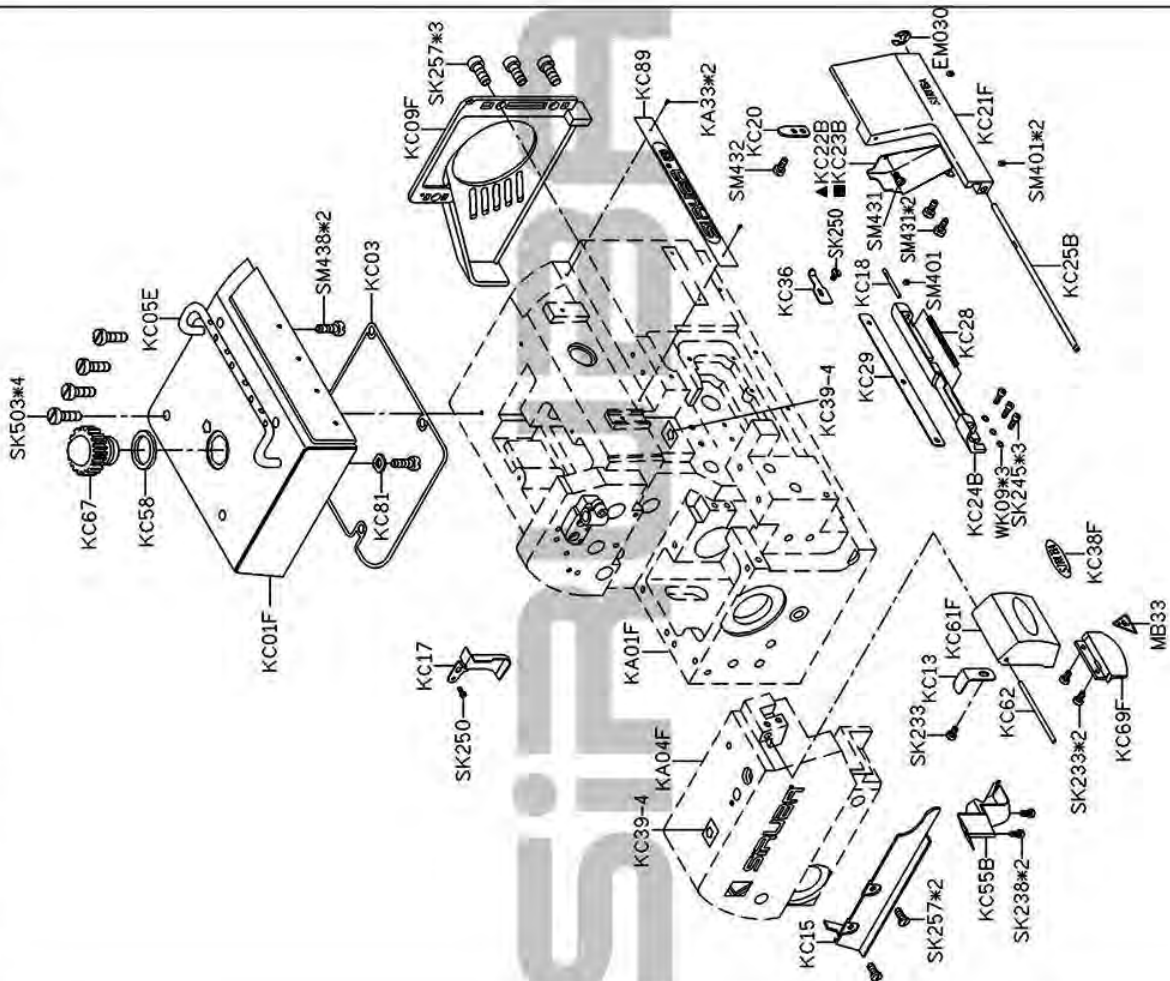 SK257*3
KC09F
KC89
KA33*2
SM432
KC20
▲KC22B
■KC23B
EM030
SIRUBA
KC21F
SM401*2
SM431
SM431*2
KC25B
SK250
KC36
KC18
SM401
KC28
KC29
KC24B
WK09*3
SK245*3
SK503*4
KC67
KC58
KC01F
KC05E
SM438*2
KC03
KC81
SIRUBA
KC39-4
KA01F
KC17
SK250
KA04F
KC39-4
SIRUBA
KC38F
KC61F
KC13
SK233
KC62
MB33
KC69F
SK233*2
KC55B
SK238*2
KC15
SK257*2
SIRUBA